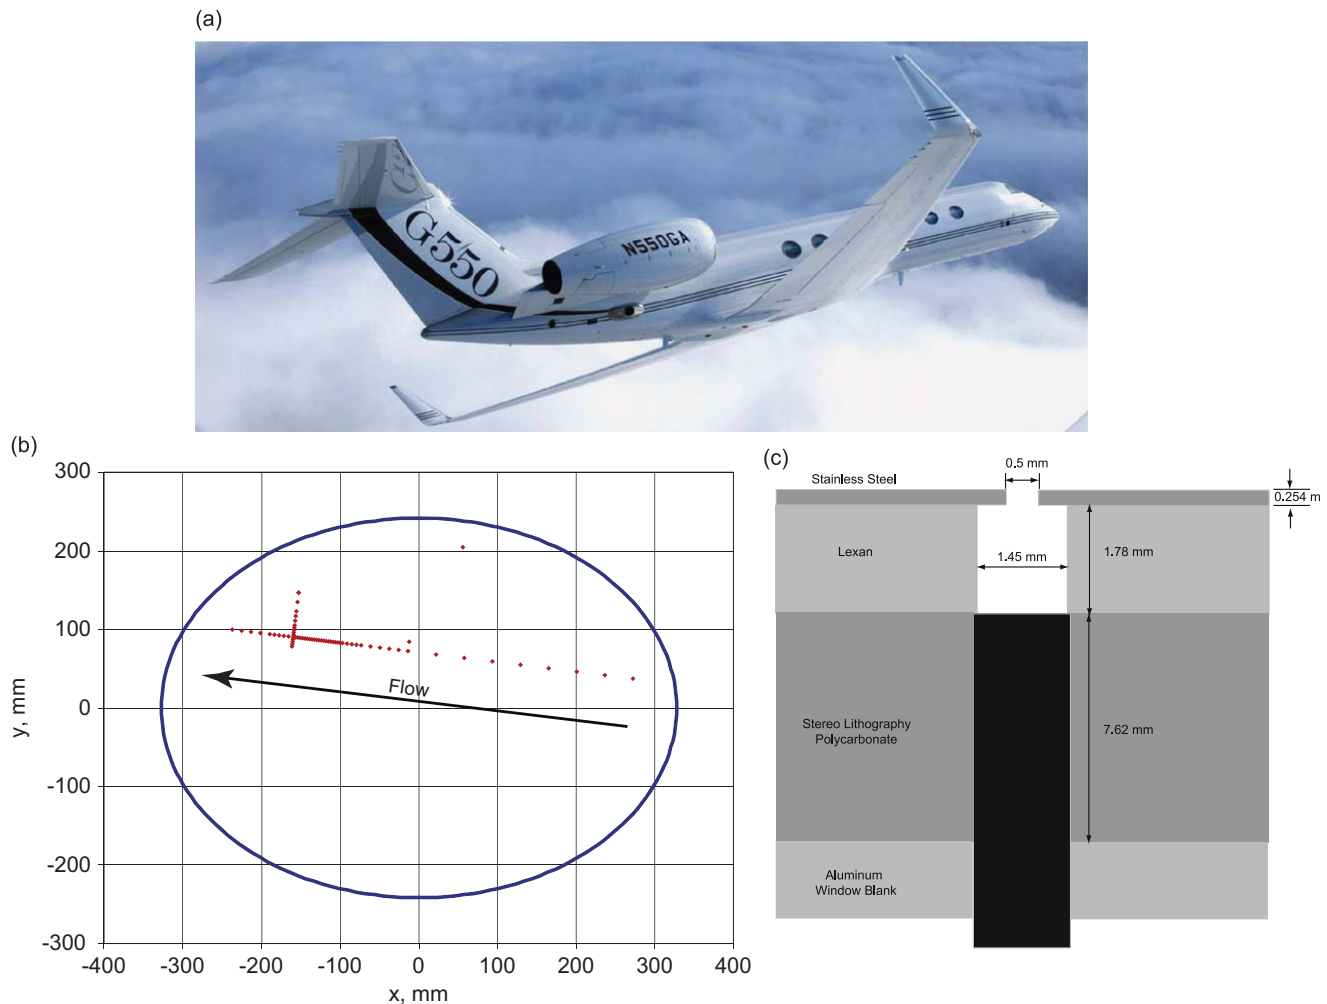 (a)
G550
N550GA
(b)
300
200
100
0
-100
-200
-300
-400
-300
-200
-100
0
100
200
300
400
y, mm
x, mm
Flow
(c)
0.5 mm
Stainless Steel
0.254 m
Lexan
1.45 mm
1.78 mm
Stereo Lithography
Polycarbonate
7.62 mm
Aluminum
Window Blank